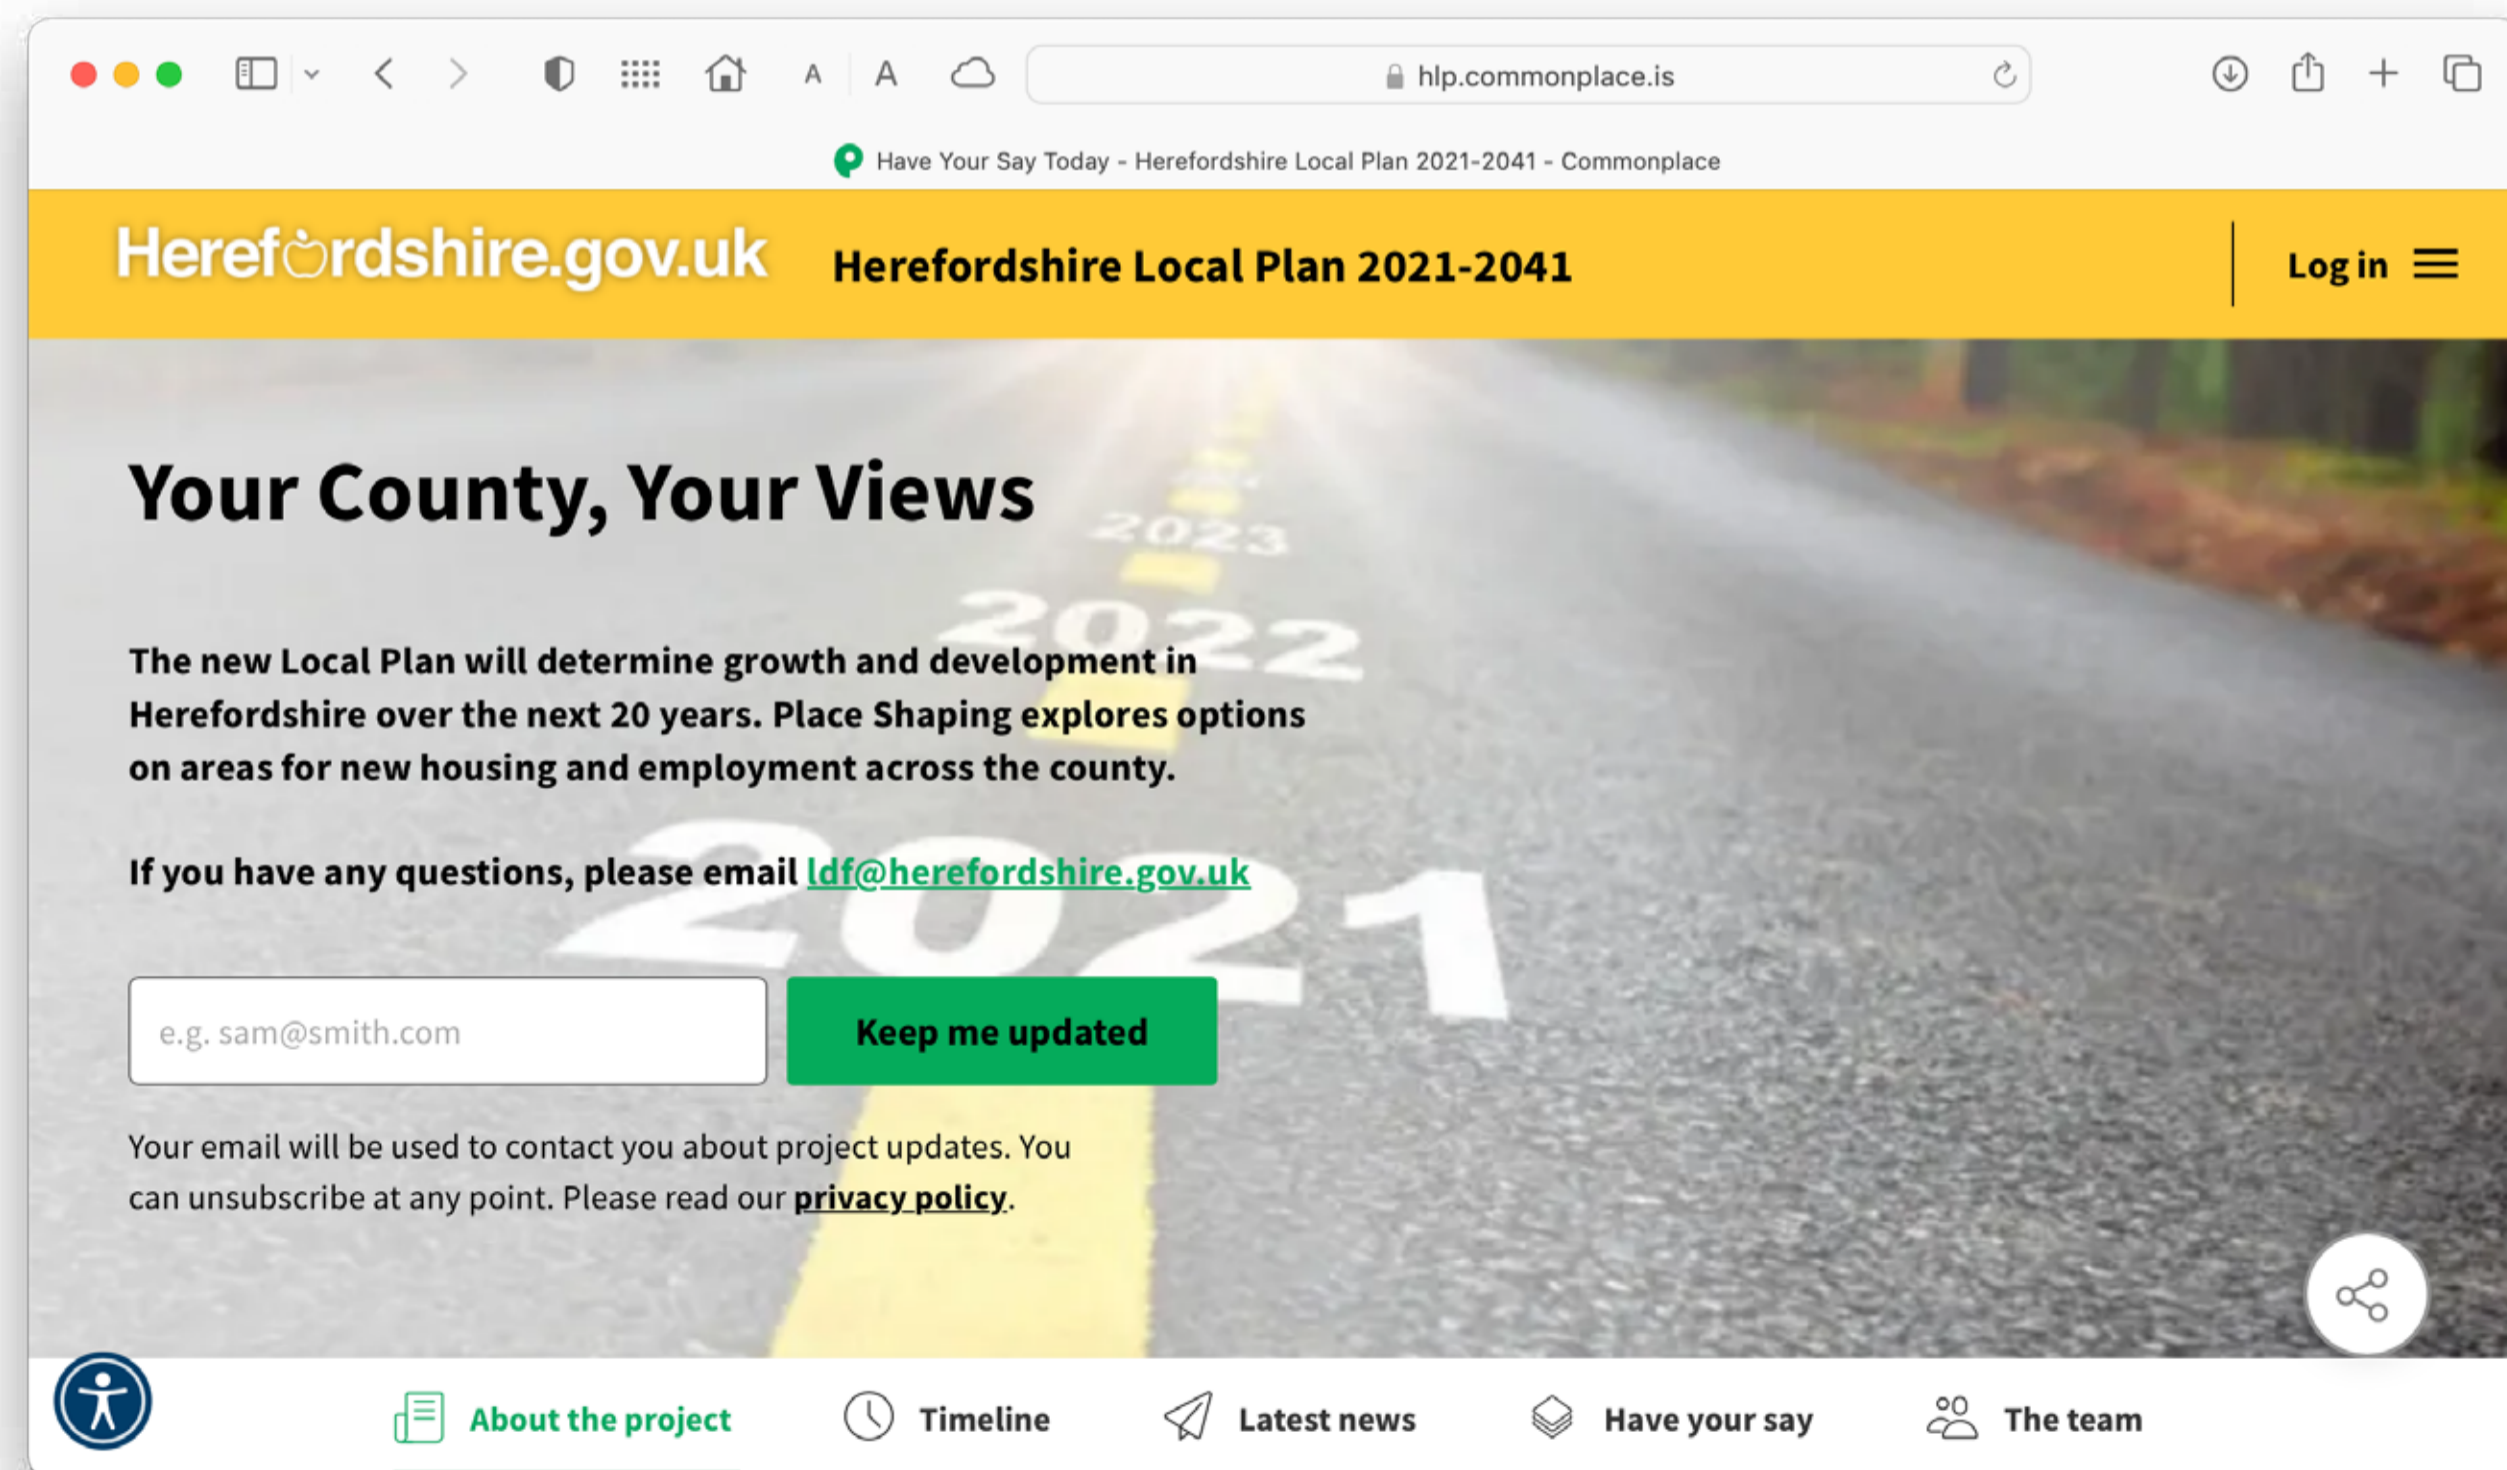 A A hlp.commonplace.is
Have Your Say Today - Herefordshire Local Plan 2021-2041 - Commonplace
Herefordshire.gov.uk
Herefordshire Local Plan 2021-2041
Log in
Your County, Your Views
2023
2022
The new Local Plan will determine growth and development in
Herefordshire over the next 20 years. Place Shaping explores options
on areas for new housing and employment across the county.
2021
If you have any questions, please email ldf@herefordshire.gov.uk
e.g. sam@smith.com
Keep me updated
Your email will be used to contact you about project updates. You
can unsubscribe at any point. Please read our privacy policy.
About the project
Timeline
Latest news
Have your say
The team